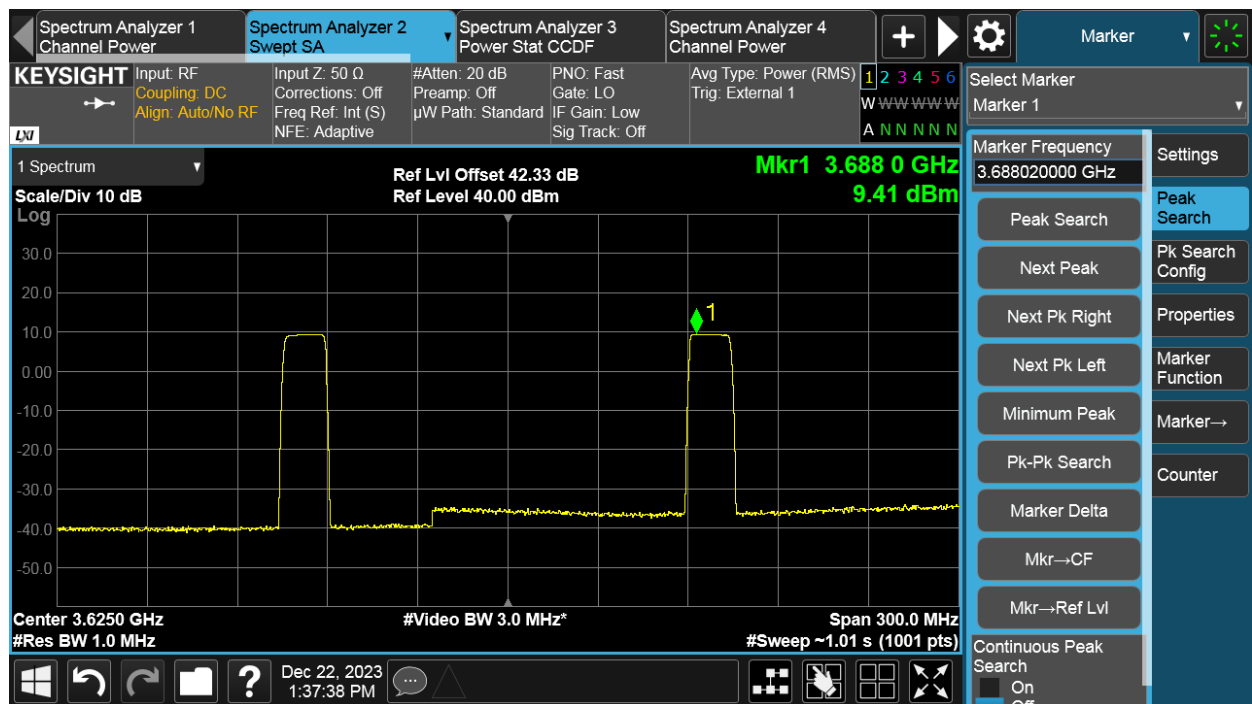 Spectrum Analyzer 1
Channel Power
Spectrum Analyzer 2
Swept SA
Spectrum Analyzer 3
Power Stat CCDF
Spectrum Analyzer 4
Channel Power
+
Marker
KEYSIGHT
LXI
Input: RF
Coupling: DC
Align: Auto/No RF
Input Z: 50 Ω
Corrections: Off
Freq Ref: Int (S)
NFE: Adaptive
#Atten: 20 dB
Preamp: Off
µW Path: Standard
PNO: Fast
Gate: LO
IF Gain: Low
Sig Track: Off
Avg Type: Power (RMS)
Trig: External 1
1 2 3 4 5 6
W W W W W W
A N N N N N
1 Spectrum
Scale/Div 10 dB
Ref Lvl Offset 42.33 dB
Ref Level 40.00 dBm
Mkr1 3.688 0 GHz
9.41 dBm
Log
30.0
20.0
10.0
0.00
-10.0
-20.0
-30.0
-40.0
-50.0
1
Center 3.6250 GHz
#Res BW 1.0 MHz
#Video BW 3.0 MHz*
Span 300.0 MHz
#Sweep ~1.01 s (1001 pts)
Select Marker
Marker 1
Marker Frequency
3.688020000 GHz
Peak Search
Next Peak
Next Pk Right
Next Pk Left
Minimum Peak
Pk-Pk Search
Marker Delta
Mkr→CF
Mkr→Ref Lvl
Continuous Peak
Search
On
Off
Settings
Peak
Search
Pk Search
Config
Properties
Marker
Function
Marker→
Counter
?
Dec 22, 2023
1:37:38 PM